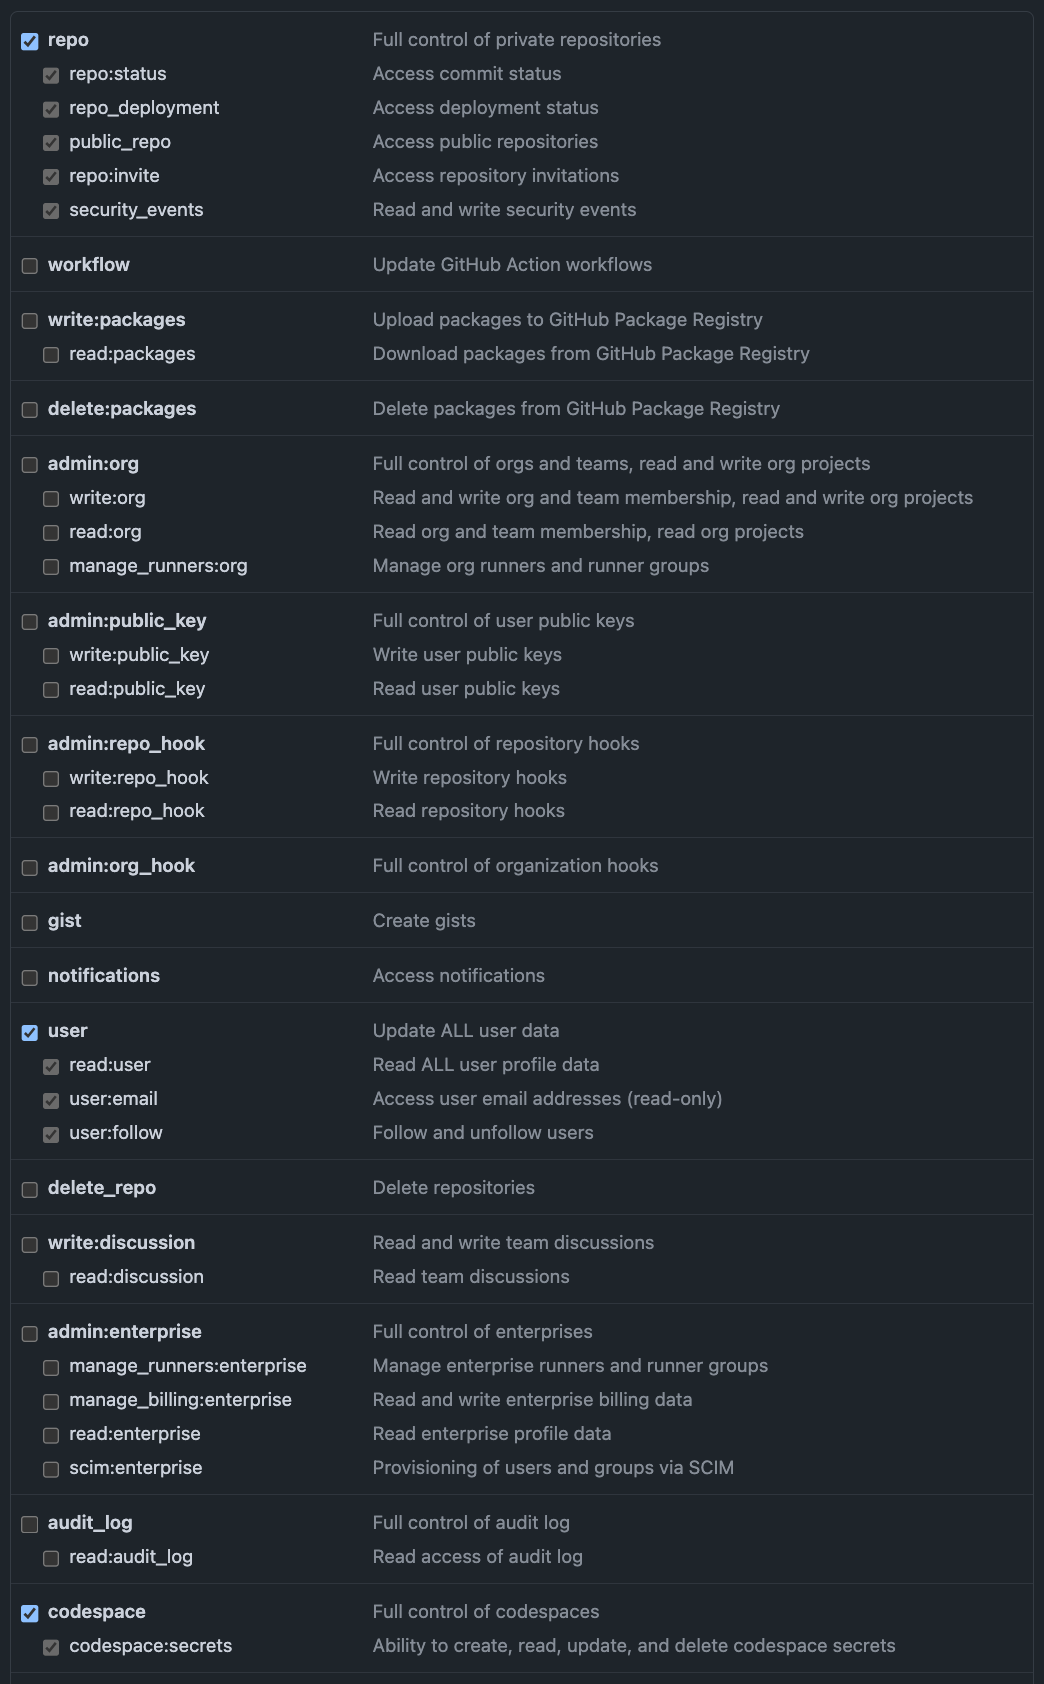 repo Full control of private repositories
repo:status Access commit status
repo_deployment Access deployment status
public_repo Access public repositories
repo:invite Access repository invitations
security_events Read and write security events
workflow Update GitHub Action workflows
write:packages Upload packages to GitHub Package Registry
read:packages Download packages from GitHub Package Registry
delete:packages Delete packages from GitHub Package Registry
admin:org Full control of orgs and teams, read and write org projects
write:org Read and write org and team membership, read and write org projects
read:org Read org and team membership, read org projects
manage_runners:org Manage org runners and runner groups
admin:public_key Full control of user public keys
write:public_key Write user public keys
read:public_key Read user public keys
admin:repo_hook Full control of repository hooks
write:repo_hook Write repository hooks
read:repo_hook Read repository hooks
admin:org_hook Full control of organization hooks
gist Create gists
notifications Access notifications
user Update ALL user data
read:user Read ALL user profile data
user:email Access user email addresses (read-only)
user:follow Follow and unfollow users
delete_repo Delete repositories
write:discussion Read and write team discussions
read:discussion Read team discussions
admin:enterprise Full control of enterprises
manage_runners:enterprise Manage enterprise runners and runner groups
manage_billing:enterprise Read and write enterprise billing data
read:enterprise Read enterprise profile data
scim:enterprise Provisioning of users and groups via SCIM
audit_log Full control of audit log
read:audit_log Read access of audit log
codespace Full control of codespaces
codespace:secrets Ability to create, read, update, and delete codespace secrets